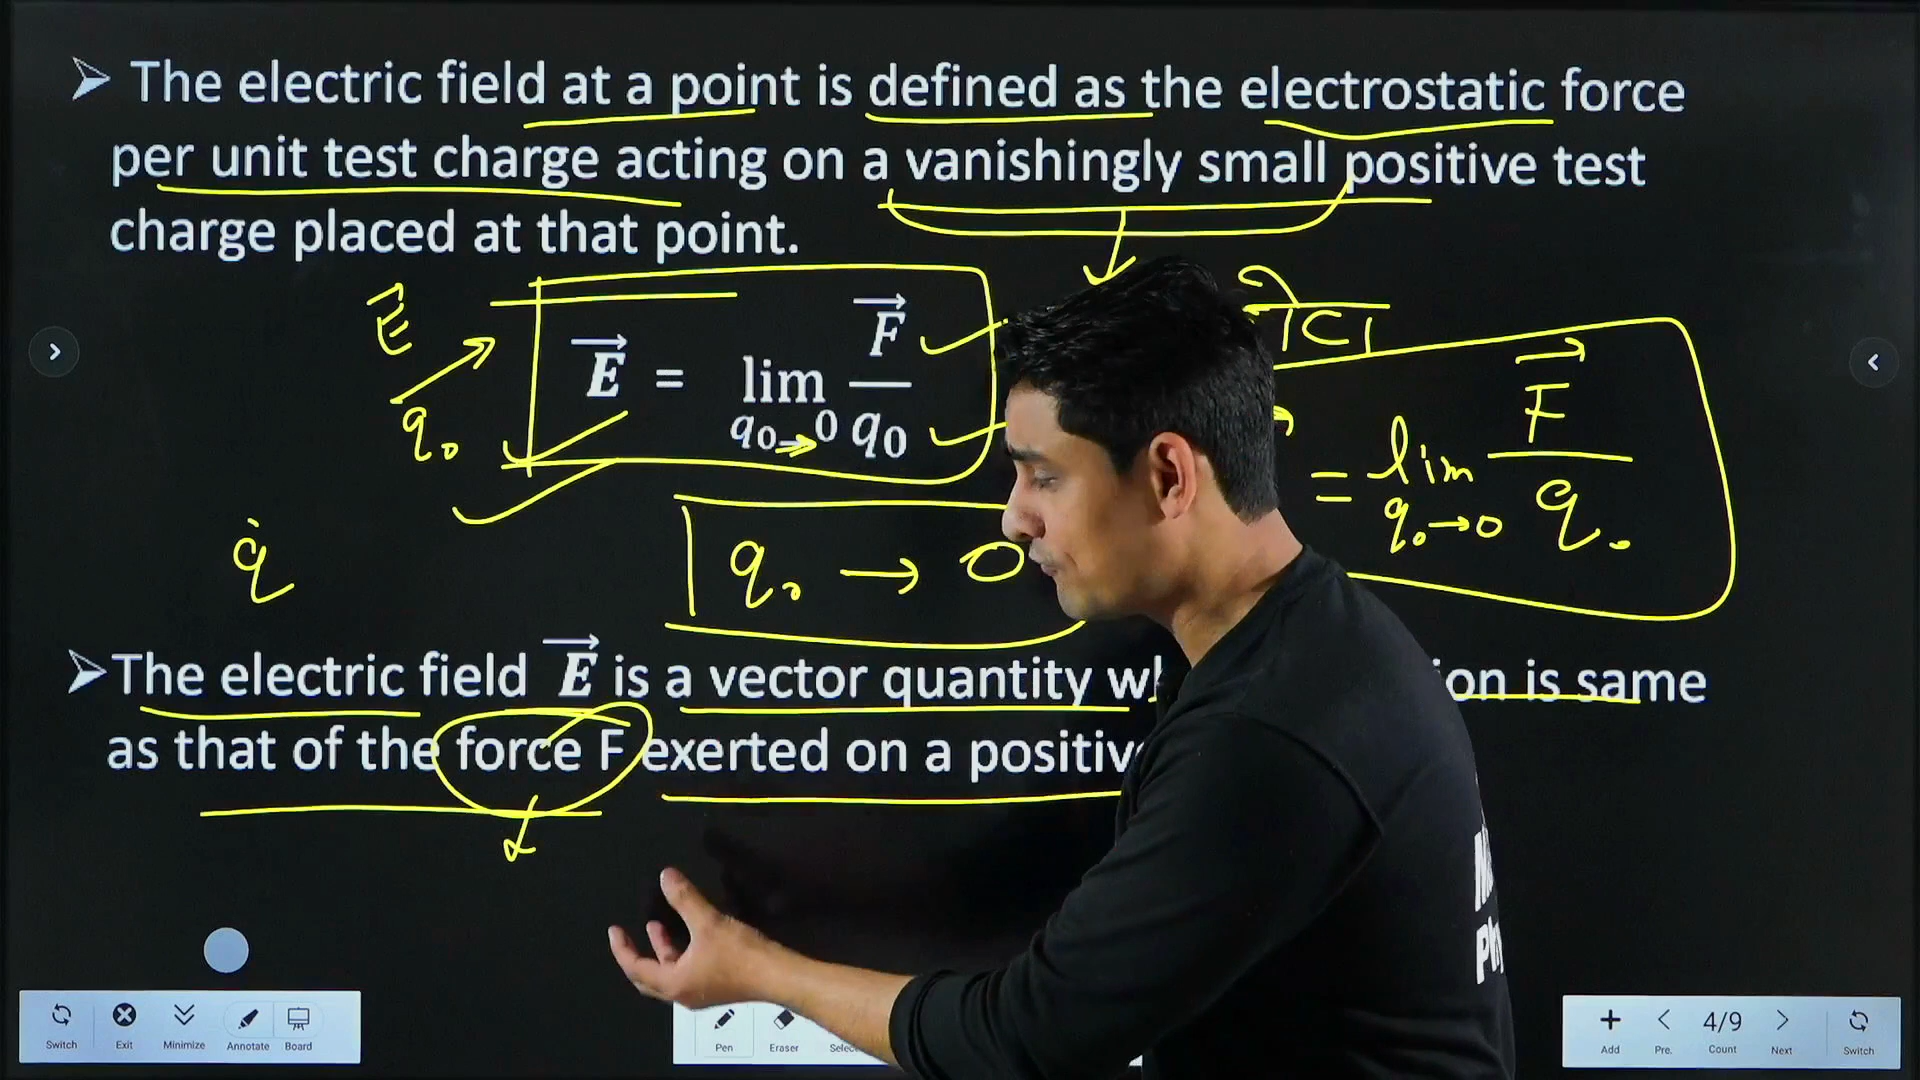 ➤ The electric field at a point is defined as the electrostatic force
per unit test charge acting on a vanishingly small positive test
charge placed at that point.
E
q₀
E = lim q₀→0 F/q₀
1C
= lim q₀→0 F/q₀
q
q₀ → 0
➤The electric field E is a vector quantity is same
as that of the force F exerted on a
Switch Exit Minimize Annotate Board
Pen Eraser
Add Pre. 4/9 Count Next Switch